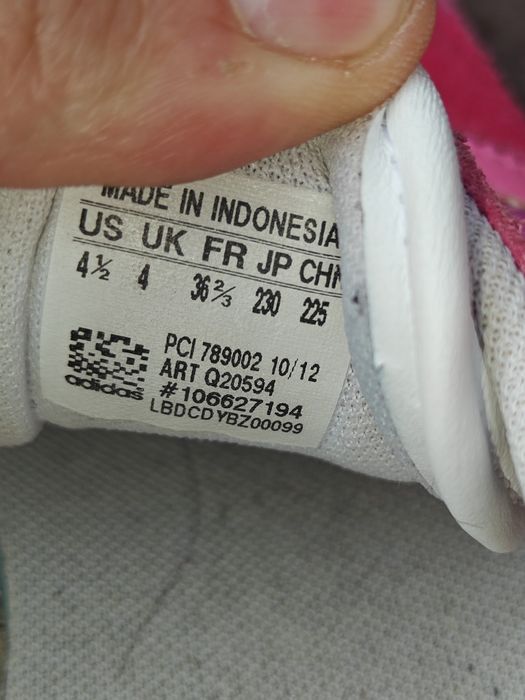 MADE IN INDONESIA
US UK FR JP CHN
4½ 4 36⅔ 230 225
PCI 789002 10/12
ART Q20594
#106627194
LBDCDYBZ00099
adidas